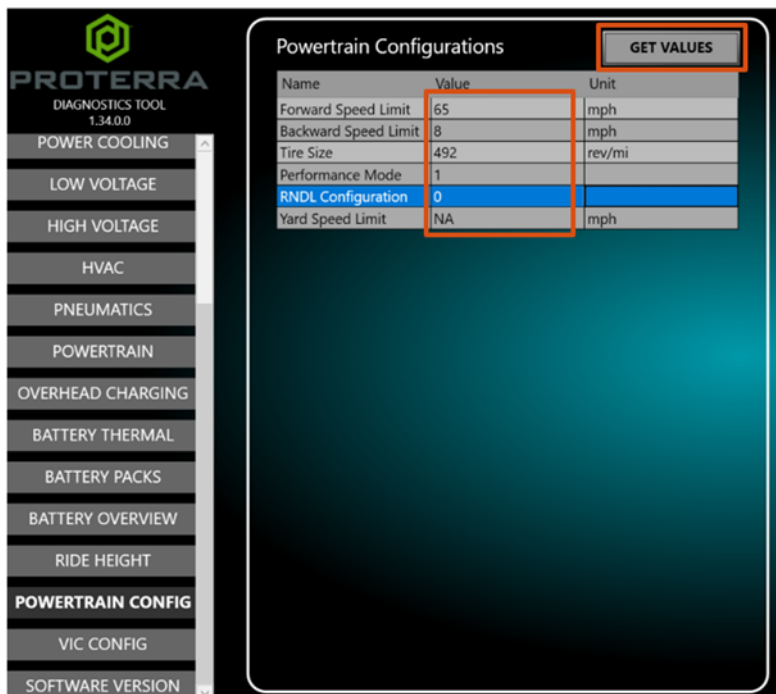 PROTERRA
DIAGNOSTICS TOOL
1.34.0.0
POWER COOLING
LOW VOLTAGE
HIGH VOLTAGE
HVAC
PNEUMATICS
POWERTRAIN
OVERHEAD CHARGING
BATTERY THERMAL
BATTERY PACKS
BATTERY OVERVIEW
RIDE HEIGHT
POWERTRAIN CONFIG
VIC CONFIG
SOFTWARE VERSION
Powertrain Configurations GET VALUES
Name Value Unit
Forward Speed Limit 65 mph
Backward Speed Limit 8 mph
Tire Size 492 rev/mi
Performance Mode 1
RNDL Configuration 0
Yard Speed Limit NA mph